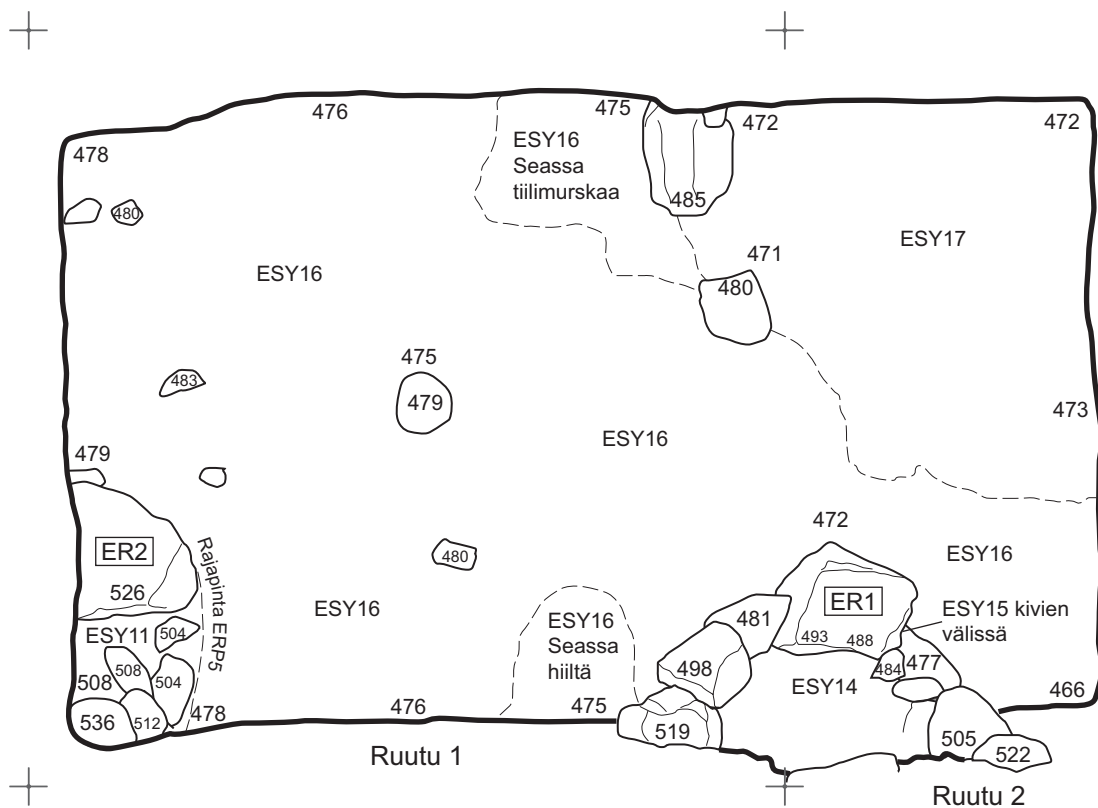 476
475
472
472
478
ESY16
Seassa
tiilimurskaa
485
480
ESY17
471
ESY16
480
475
483
479
473
ESY16
479
472
ER2
Rajapinta ERP5
480
ESY16
526
ER1
ESY15 kivien
välissä
ESY16
ESY16
Seassa
hiiltä
481
493
488
ESY11
504
508
508
504
498
484
477
ESY14
466
536
512
478
476
475
519
505
522
Ruutu 1
Ruutu 2